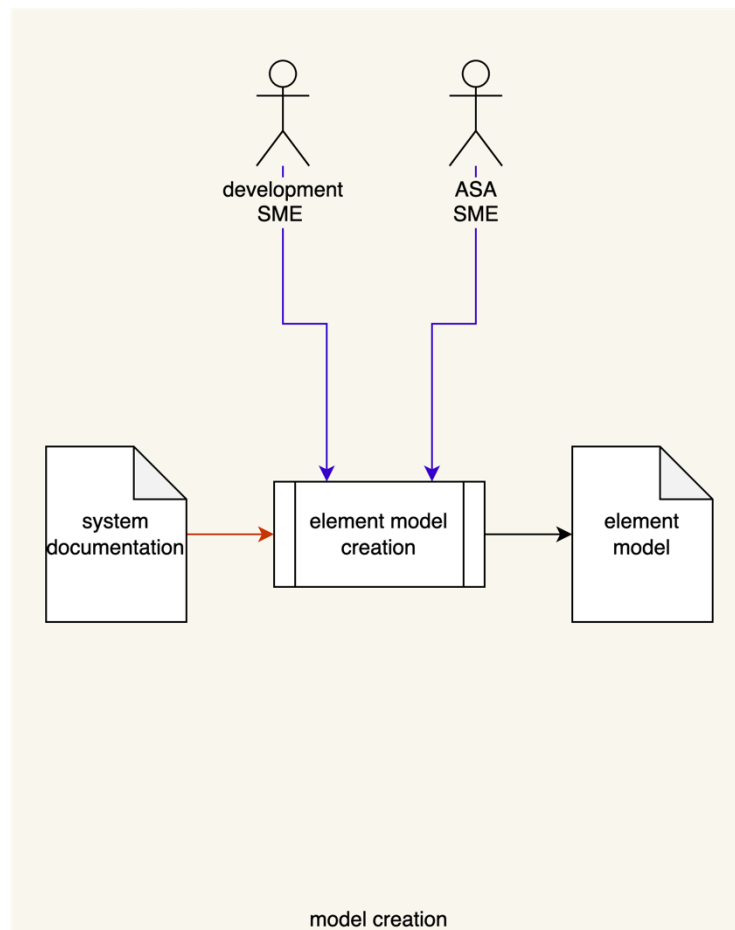 development
SME
ASA
SME
system
documentation
element model
creation
element
model
model creation